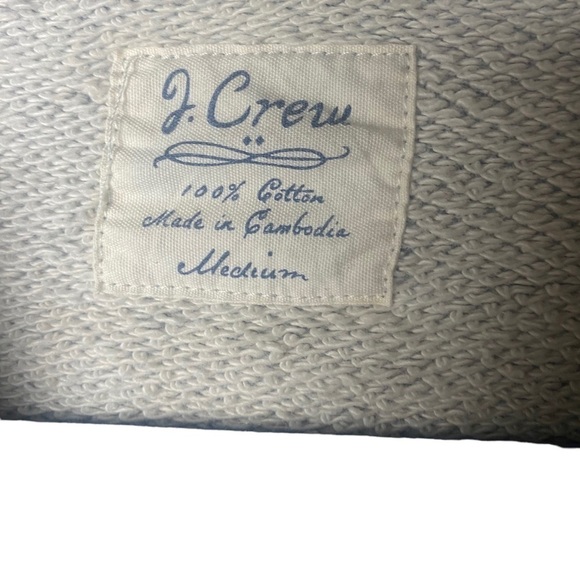 J. Crew
100% Cotton
Made in Cambodia
Medium